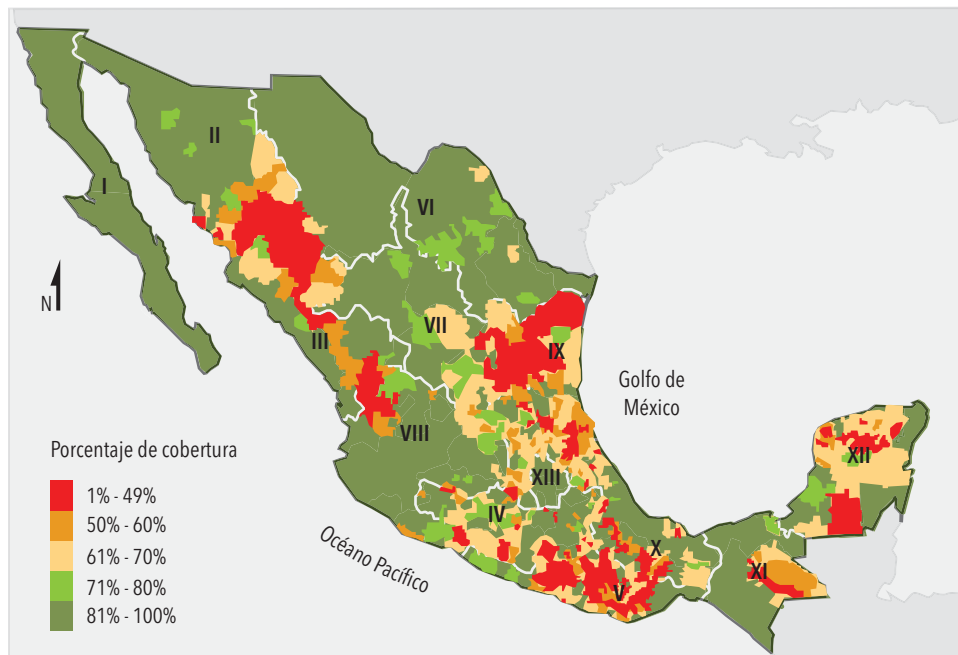 II
I
VI
N
III
VII
IX
Golfo de
México
VIII
XII
Porcentaje de cobertura
XIII
1% - 49%
50% - 60%
61% - 70%
71% - 80%
81% - 100%
IV
Océano Pacífico
X
XI
V